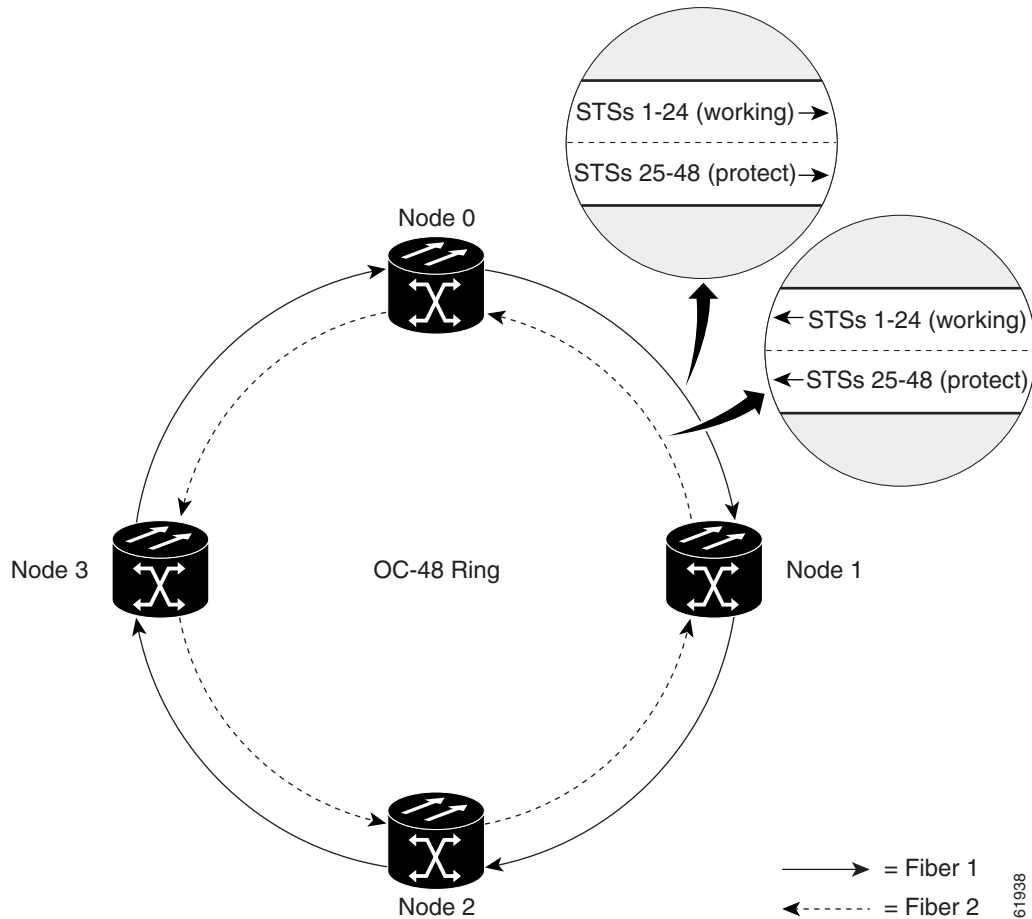 STSs 1-24 (working)
STSs 25-48 (protect)
Node 0
STSs 1-24 (working)
STSs 25-48 (protect)
Node 3
OC-48 Ring
Node 1
Node 2
= Fiber 1
= Fiber 2
61938